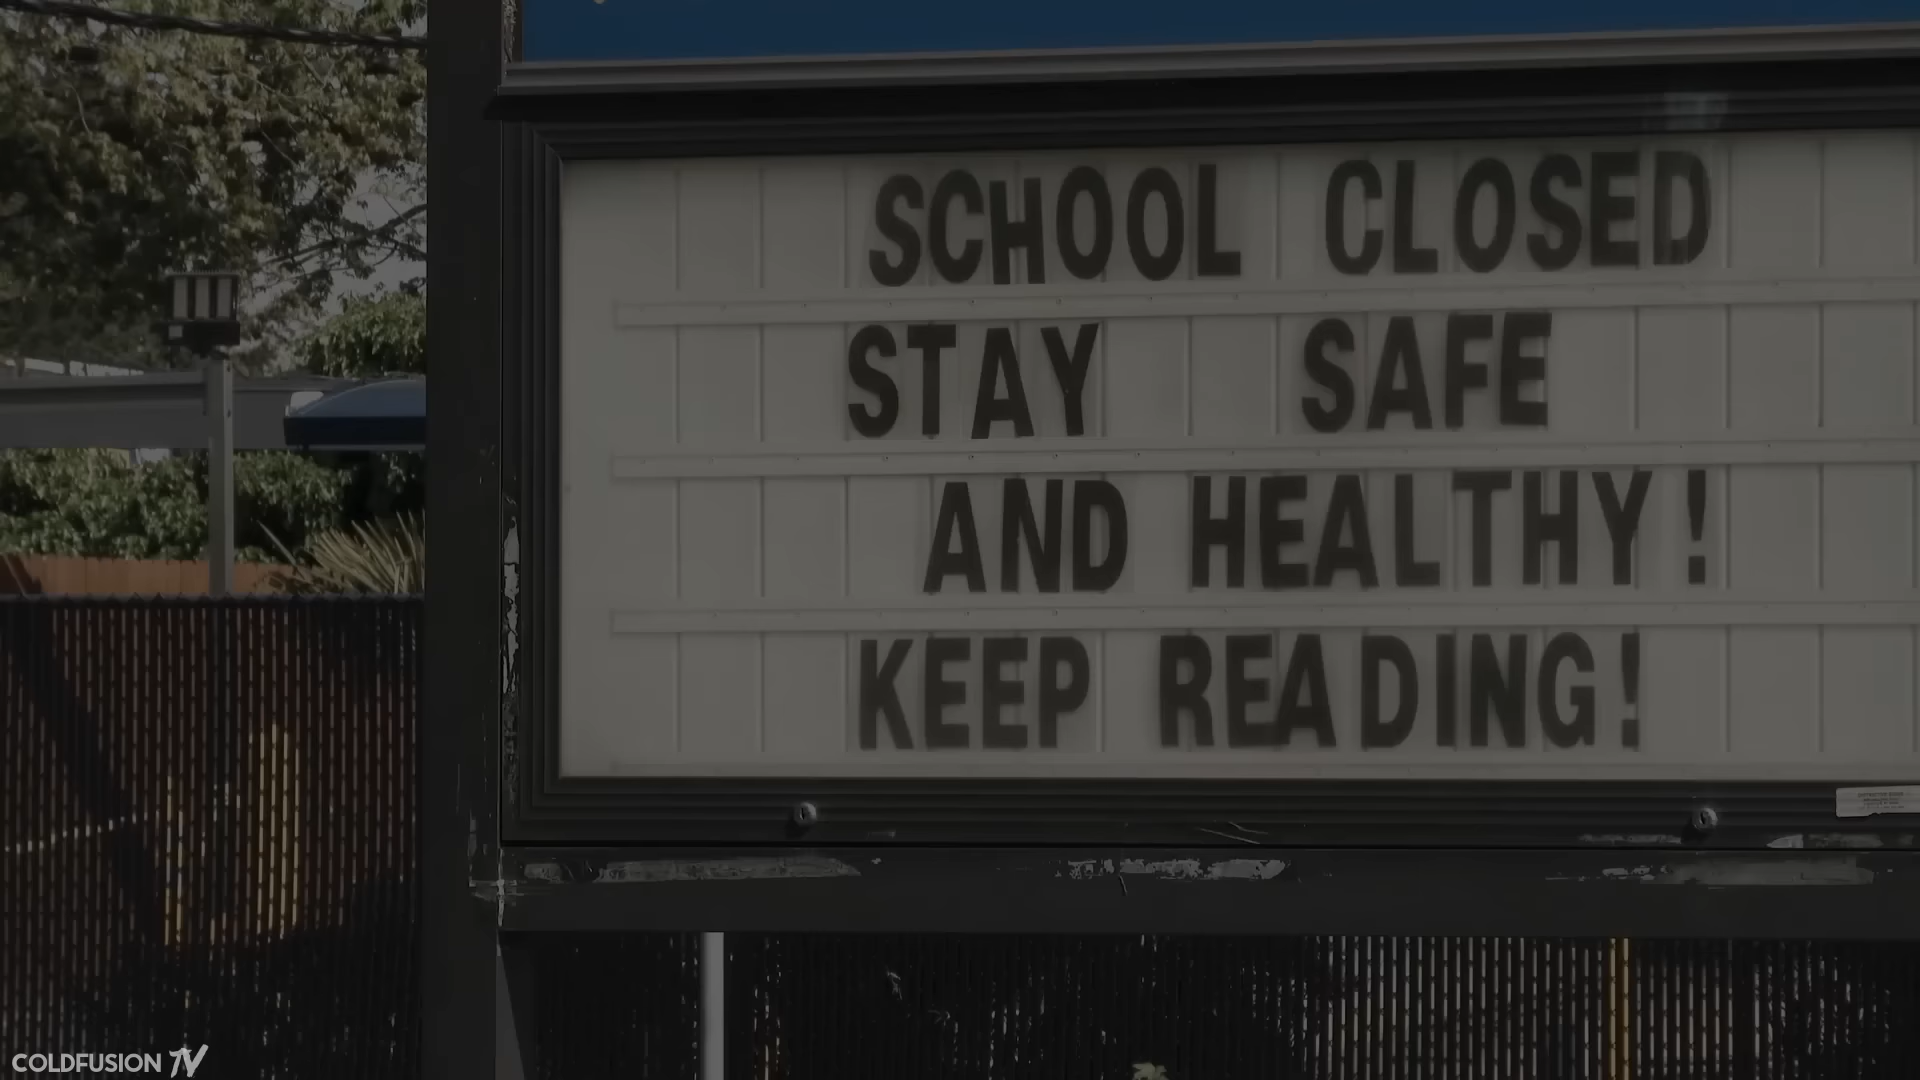 SCHOOL CLOSED
STAY SAFE
AND HEALTHY!
KEEP READING!
COLDFUSION TV